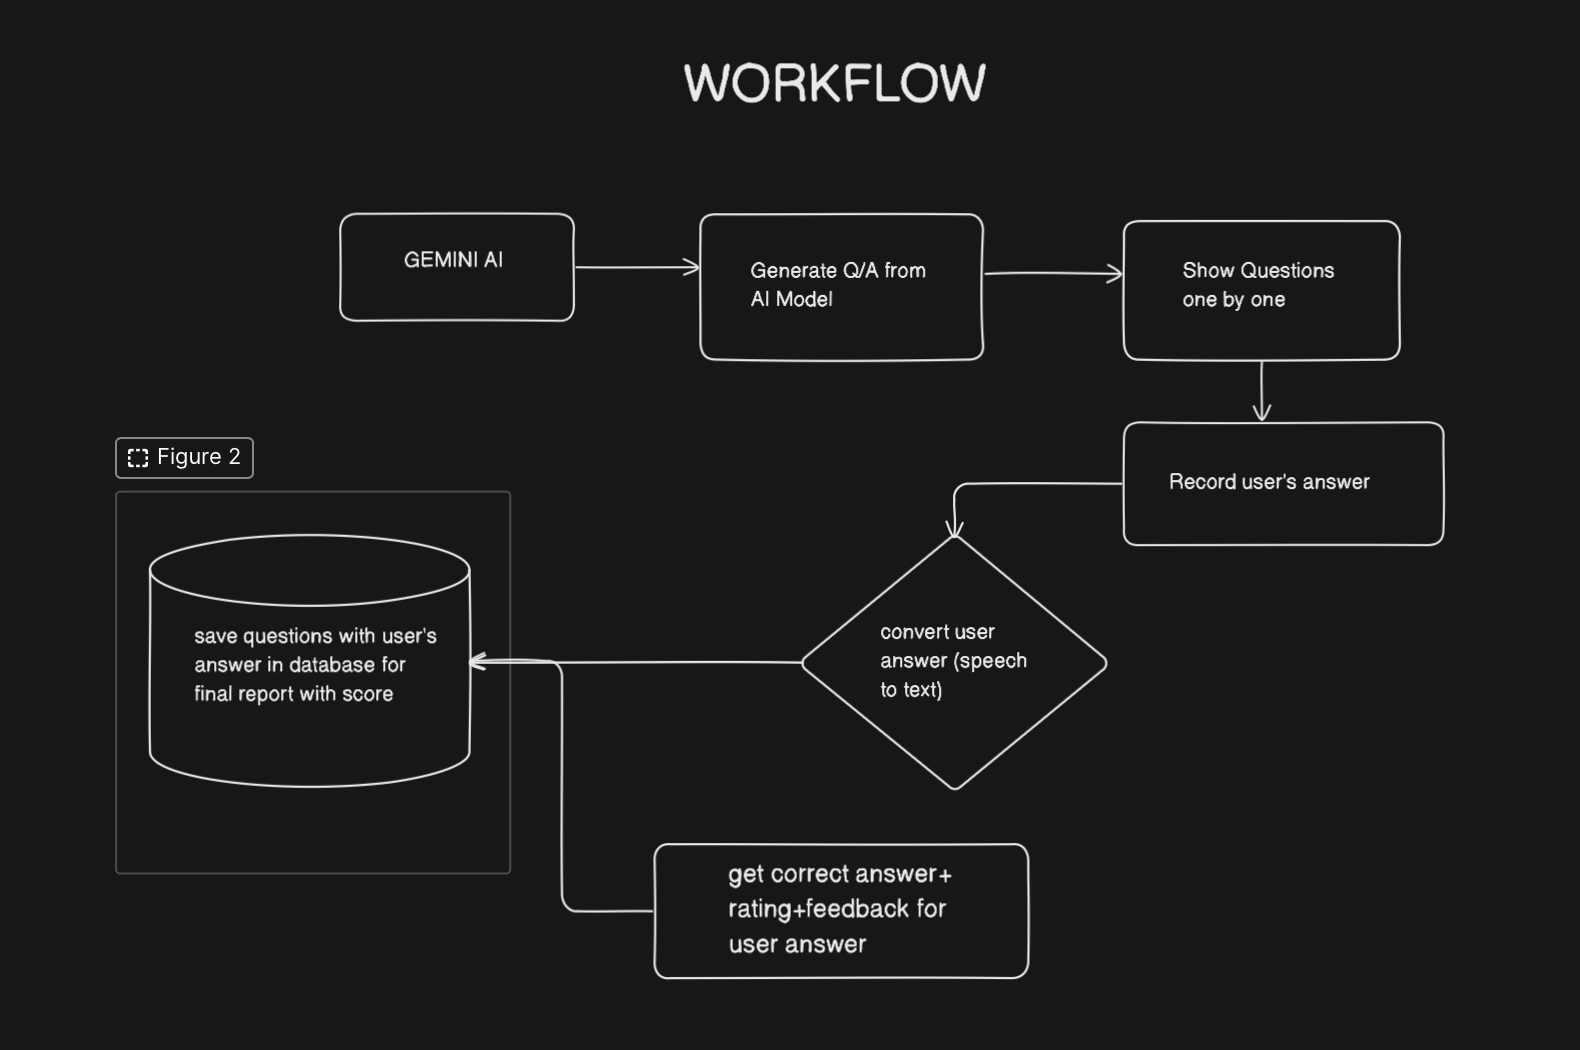 WORKFLOW
GEMINI AI
Generate Q/A from
AI Model
Show Questions
one by one
Record user's answer
Figure 2
save questions with user's
answer in database for
final report with score
convert user
answer (speech
to text)
get correct answer+
rating+feedback for
user answer